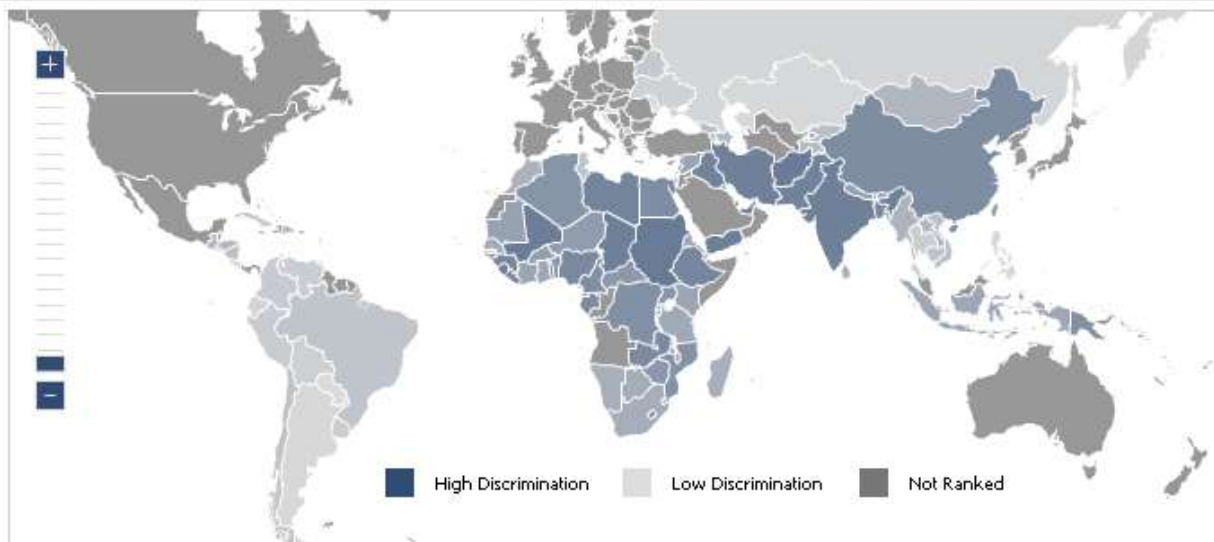 +
−
High Discrimination
Low Discrimination
Not Ranked